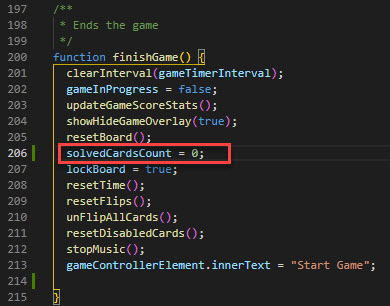 197 /**
198 * Ends the game
199 */
200 function finishGame() {
201 clearInterval(gameTimerInterval);
202 gameInProgress = false;
203 updateGameScoreStats();
204 showHideGameOverlay(true);
205 resetBoard();
206 solvedCardsCount = 0;
207 lockBoard = true;
208 resetTime();
209 resetFlips();
210 unFlipAllCards();
211 resetDisabledCards();
212 stopMusic();
213 gameControllerElement.innerText = "Start Game";
214
215 }